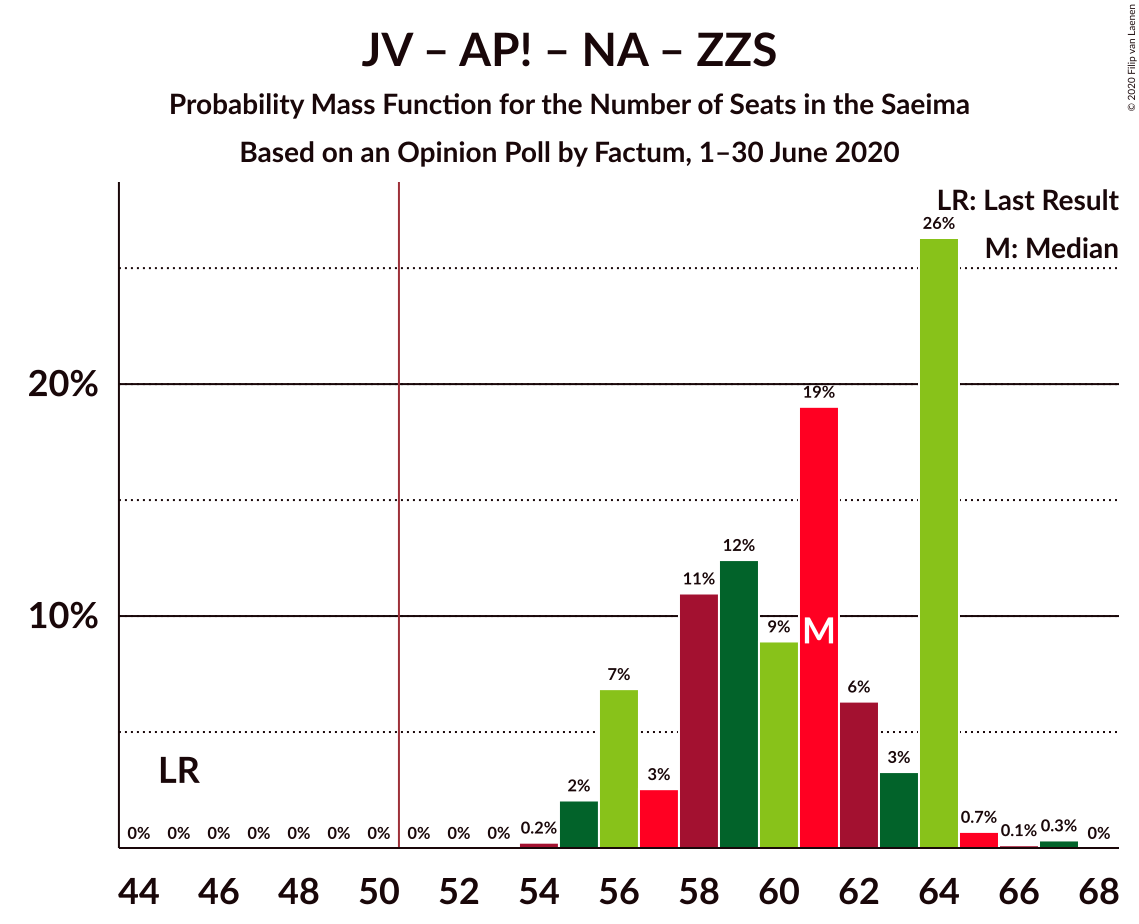 JV – AP! – NA – ZZS
Probability Mass Function for the Number of Seats in the Saeima
Based on an Opinion Poll by Factum, 1–30 June 2020
© 2020 Filip van Laenen
LR: Last Result
M: Median
20%
10%
LR
M
0% 0% 0% 0% 0% 0% 0% 0% 0% 0% 0.2% 2% 7% 3% 11% 12% 9% 19% 6% 3% 26% 0.7% 0.1% 0.3% 0%
44 46 48 50 52 54 56 58 60 62 64 66 68